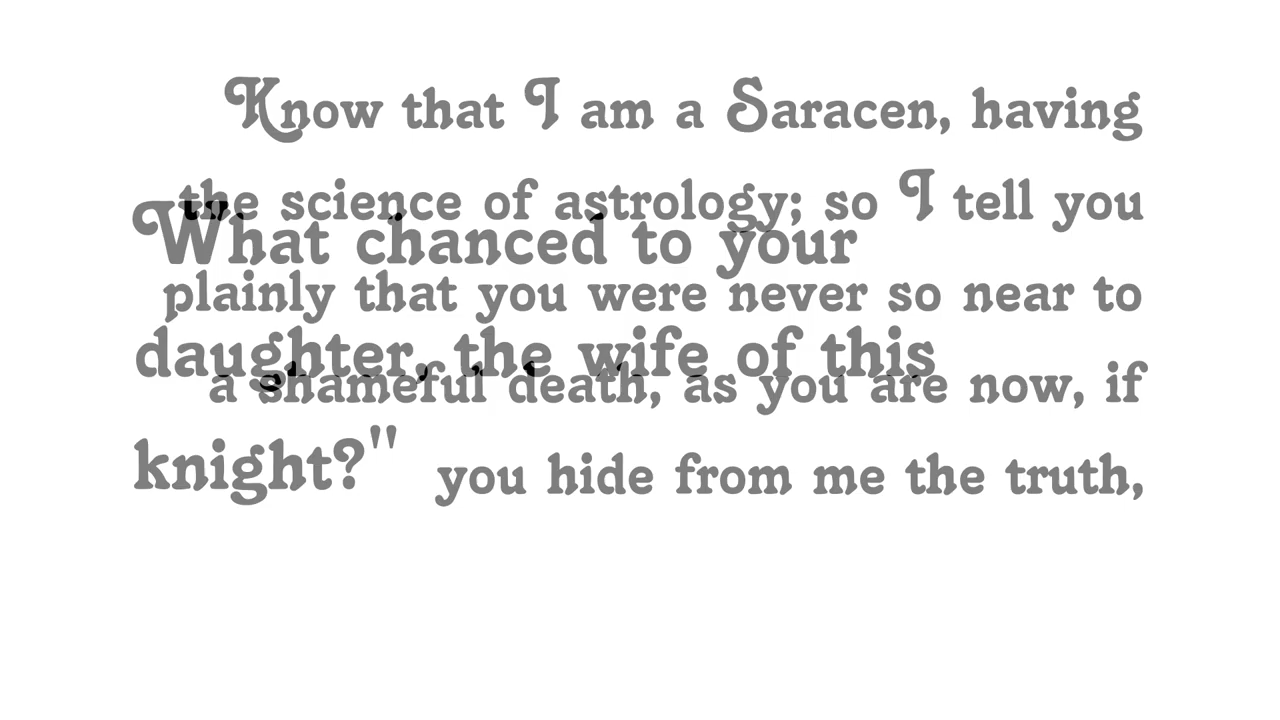 Know that I am a Saracen, having
the science of astrology; so I tell you
plainly that you were never so near to
a shameful death, as you are now, if
you hide from me the truth,
What chanced to your
daughter, the wife of this
knight?"